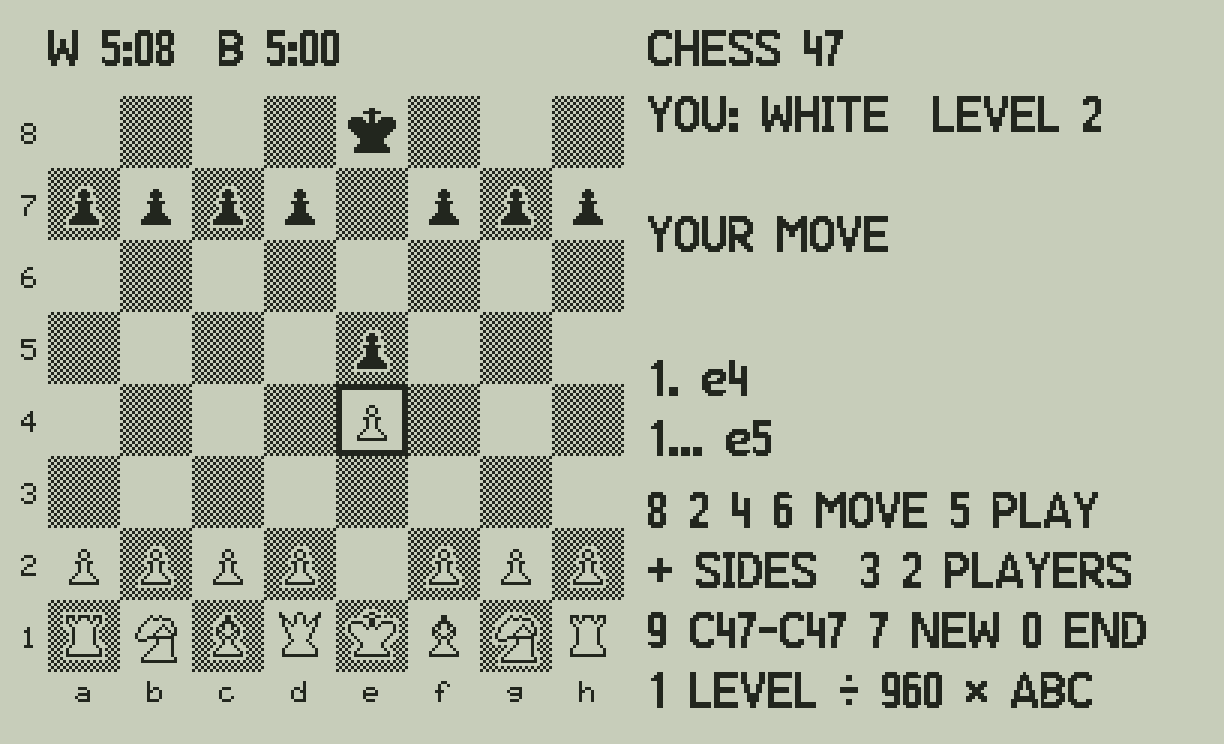 W 5:08 B 5:00
CHESS 47
YOU: WHITE LEVEL 2
YOUR MOVE
1. e4
1... e5
8 2 4 6 MOVE 5 PLAY
+ SIDES 3 2 PLAYERS
9 C47-C47 7 NEW 0 END
1 LEVEL ÷ 960 × ABC
8
7
6
5
4
3
2
1
a b c d e f g h